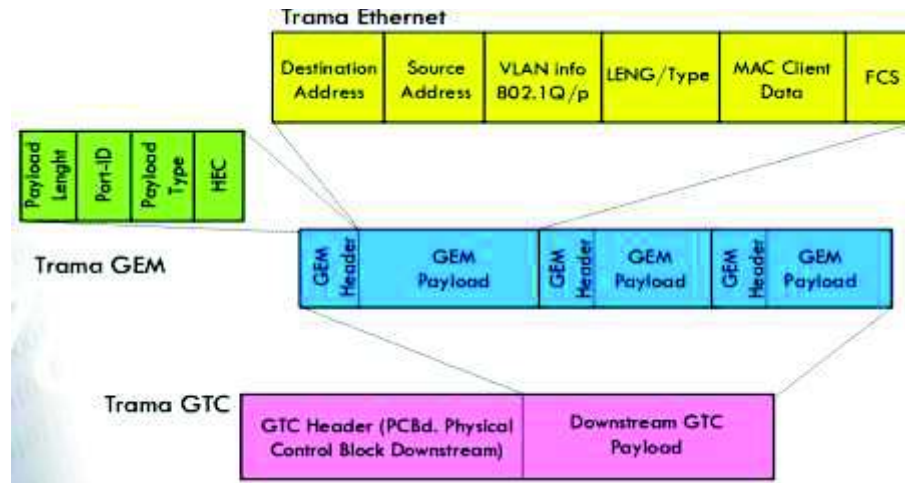 Trama Ethernet
Destination
Address
Source
Address
VLAN info
802.1Q/p
LENG/Type
MAC Client
Data
FCS
Payload
Lenght
Port-ID
Payload
Type
HEC
Trama GEM
GEM
Header
GEM
Payload
GEM
Header
GEM
Payload
GEM
Header
GEM
Payload
Trama GTC
GTC Header (PCBd. Physical
Control Block Downstream)
Downstream GTC
Payload